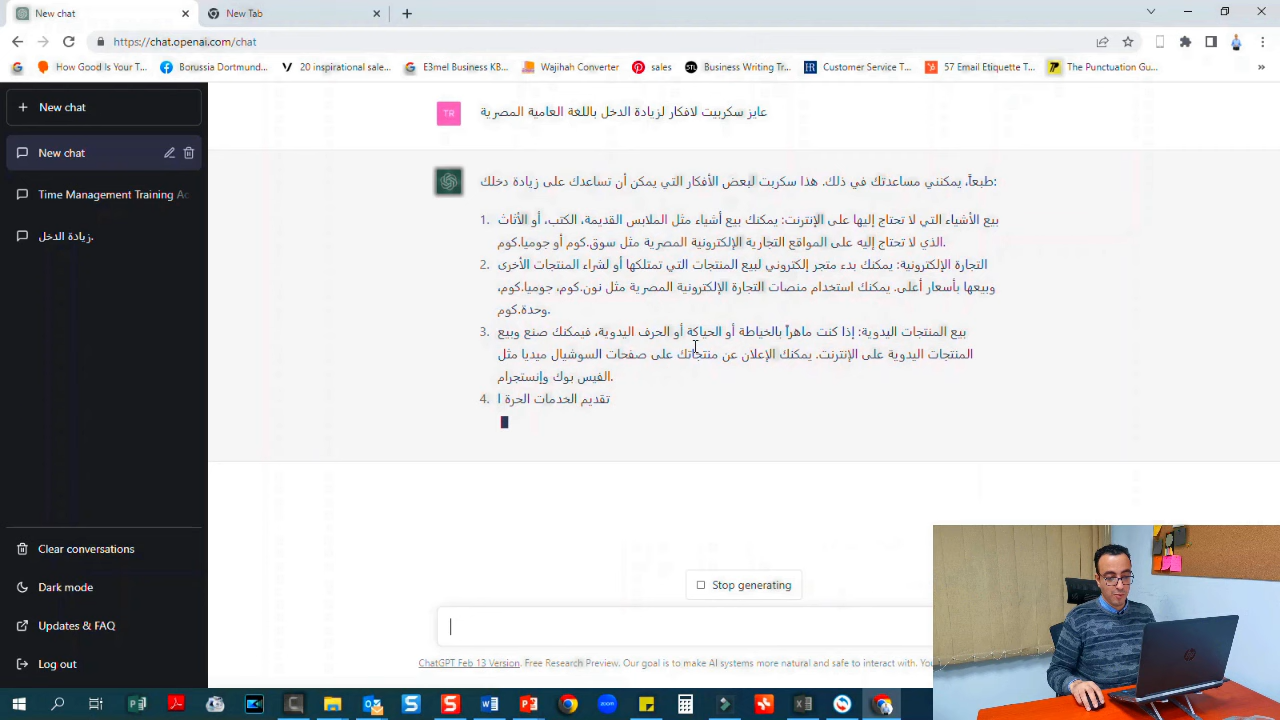 New chat
New Tab
https://chat.openai.com/chat
How Good Is Your T...
Borussia Dortmund...
20 inspirational sale...
E3mel Business KB...
Wajihah Converter
sales
Business Writing Tr...
Customer Service T...
57 Email Etiquette T...
The Punctuation Gu...
New chat
New chat
Time Management Training Ac
زيادة الدخل.
TR
عايز سكريبت لافكار لزيادة الدخل باللغة العامية المصرية
طبعاً، يمكنني مساعدتك في ذلك. هذا سكربت لبعض الأفكار التي يمكن أن تساعدك على زيادة دخلك:
1. بيع الأشياء التي لا تحتاج إليها على الإنترنت: يمكنك بيع أشياء مثل الملابس القديمة، الكتب، أو الأثاث
الذي لا تحتاج إليه على المواقع التجارية الإلكترونية المصرية مثل سوق.كوم أو جوميا.كوم.
2. التجارة الإلكترونية: يمكنك بدء متجر إلكتروني لبيع المنتجات التي تمتلكها أو لشراء المنتجات الأخرى
وبيعها بأسعار أعلى. يمكنك استخدام منصات التجارة الإلكترونية المصرية مثل نون.كوم، جوميا.كوم،
وحدة.كوم.
3. بيع المنتجات اليدوية: إذا كنت ماهراً بالخياطة أو الحياكة أو الحرف اليدوية، فيمكنك صنع وبيع
المنتجات اليدوية على الإنترنت. يمكنك الإعلان عن منتجاتك على صفحات السوشيال ميديا مثل
الفيس بوك وإنستجرام.
4. تقديم الخدمات الحرة ا
Clear conversations
Dark mode
Updates & FAQ
Log out
Stop generating
ChatGPT Feb 13 Version. Free Research Preview. Our goal is to make AI systems more natural and safe to interact with.